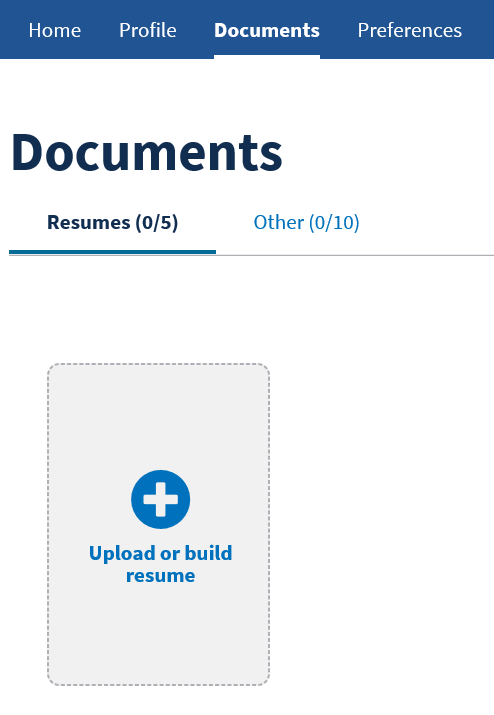 Home Profile Documents Preferences
Documents
Resumes (0/5) Other (0/10)
Upload or build
resume